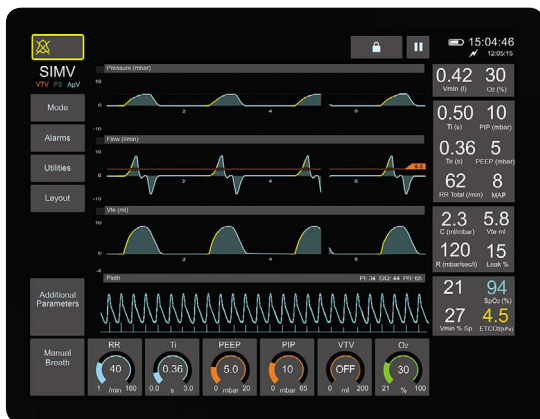 15:04:46
12:05:15
SIMV
VTV PS ApV
Mode
Alarms
Utilities
Layout
Additional
Parameters
Manual
Breath
Pressure (mbar)
10
0
-10
2 4 6
Flow (l/min)
10
0
-10
2 4 6
Vte (ml)
0
-4
2 4 6
Pleth
PI: 34 SIQ: 44 PR: 65
0.42 30
Vmin (l) O₂ (%)
0.50 10
Ti (s) PIP (mbar)
0.36 5
Te (s) PEEP (mbar)
62 8
RR Total (/min) MAP
2.3 5.8
C (ml/mbar) Vte ml
120 15
R (mbar/sec/l) Leak %
21 94
SpO₂ (%)
27 4.5
Vmin % Sp ETCO₂(kPa)
RR
40
1 /min 160
Ti
0.36
0.0 s 3.0
PEEP
5.0
0 mbar 20
PIP
10
0 mbar 65
VTV
OFF
ml 200
O₂
30
21 % 100